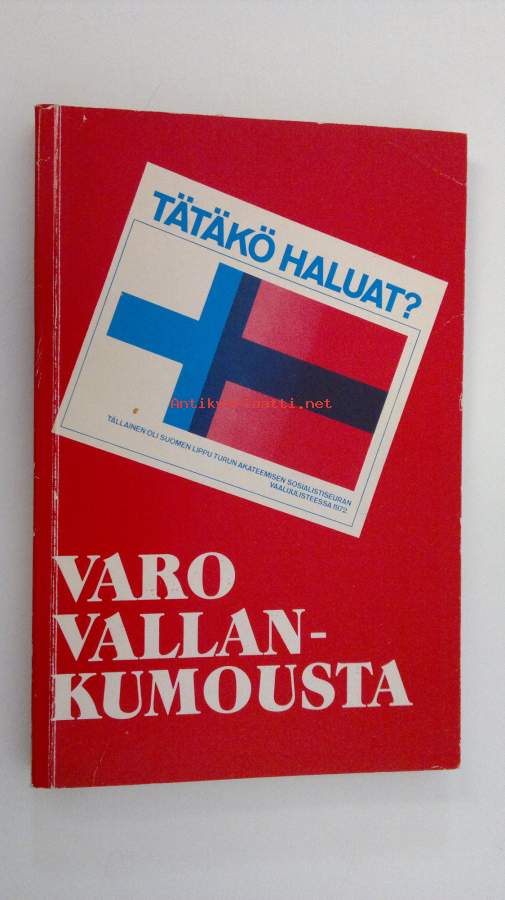 TÄTÄKÖ HALUAT?
Antikvariaatti.net
TÄLLAINEN OLI SUOMEN LIPPU TURUN AKATEEMISEN SOSIALISTISEURAN
VAALIJULISTEESSA 1972.
VARO
VALLAN-
KUMOUSTA